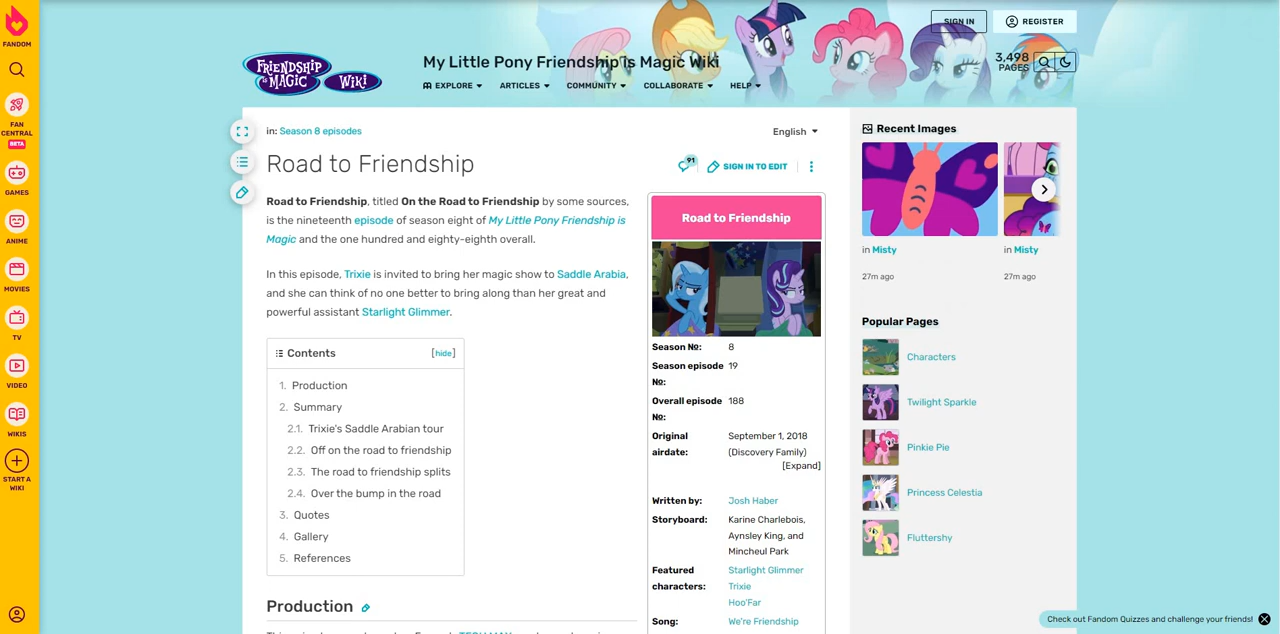 FANDOM
FAN CENTRAL
BETA
GAMES
ANIME
MOVIES
TV
VIDEO
WIKIS
START A WIKI
FRIENDSHIP IS MAGIC Wiki
My Little Pony Friendship is Magic Wiki
EXPLORE
ARTICLES
COMMUNITY
COLLABORATE
HELP
SIGN IN
REGISTER
3,498
PAGES
in: Season 8 episodes
English
Road to Friendship
91
SIGN IN TO EDIT
Road to Friendship, titled On the Road to Friendship by some sources,
is the nineteenth episode of season eight of My Little Pony Friendship is
Magic and the one hundred and eighty-eighth overall.
In this episode, Trixie is invited to bring her magic show to Saddle Arabia,
and she can think of no one better to bring along than her great and
powerful assistant Starlight Glimmer.
Contents [hide]
1. Production
2. Summary
2.1. Trixie's Saddle Arabian tour
2.2. Off on the road to friendship
2.3. The road to friendship splits
2.4. Over the bump in the road
3. Quotes
4. Gallery
5. References
Production
Road to Friendship
Season №: 8
Season episode №: 19
Overall episode №: 188
Original airdate: September 1, 2018
(Discovery Family)
[Expand]
Written by: Josh Haber
Storyboard: Karine Charlebois,
Aynsley King, and
Mincheul Park
Featured characters: Starlight Glimmer
Trixie
Hoo'Far
Song: We're Friendship
Recent Images
in Misty
27m ago
in Misty
27m ago
Popular Pages
Characters
Twilight Sparkle
Pinkie Pie
Princess Celestia
Fluttershy
Check out Fandom Quizzes and challenge your friends!